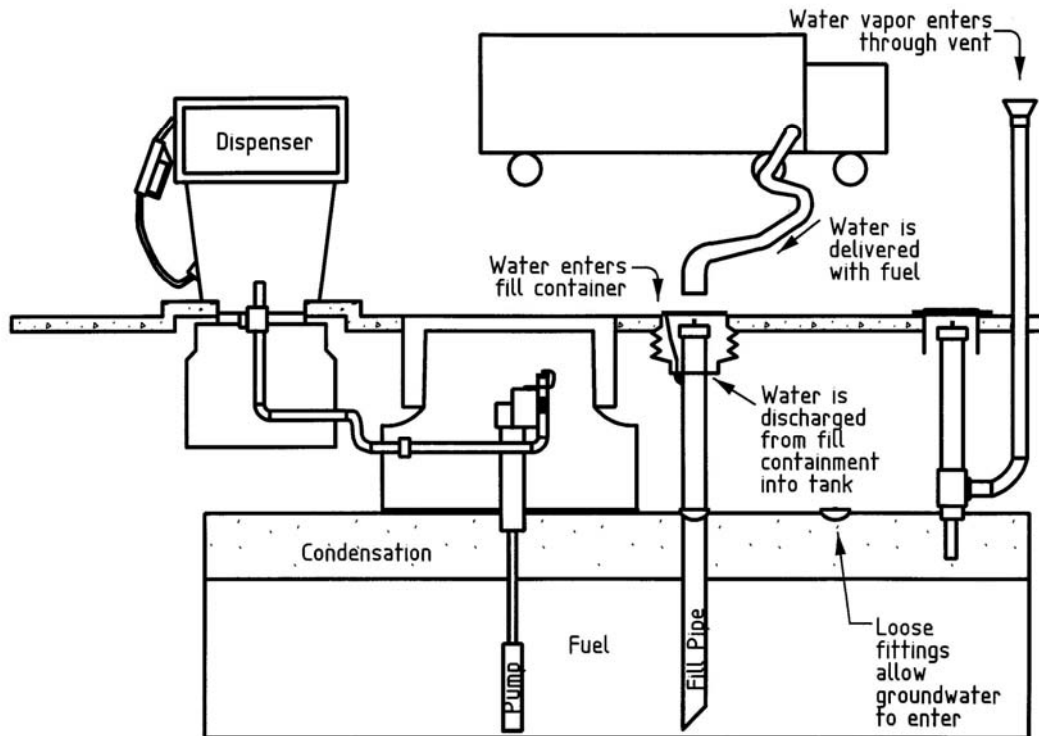 Water vapor enters
through vent
Dispenser
Water is
delivered
with fuel
Water enters
fill container
Water is
discharged
from fill
containment
into tank
Condensation
Fuel
Pump
Fill Pipe
Loose
fittings
allow
groundwater
to enter